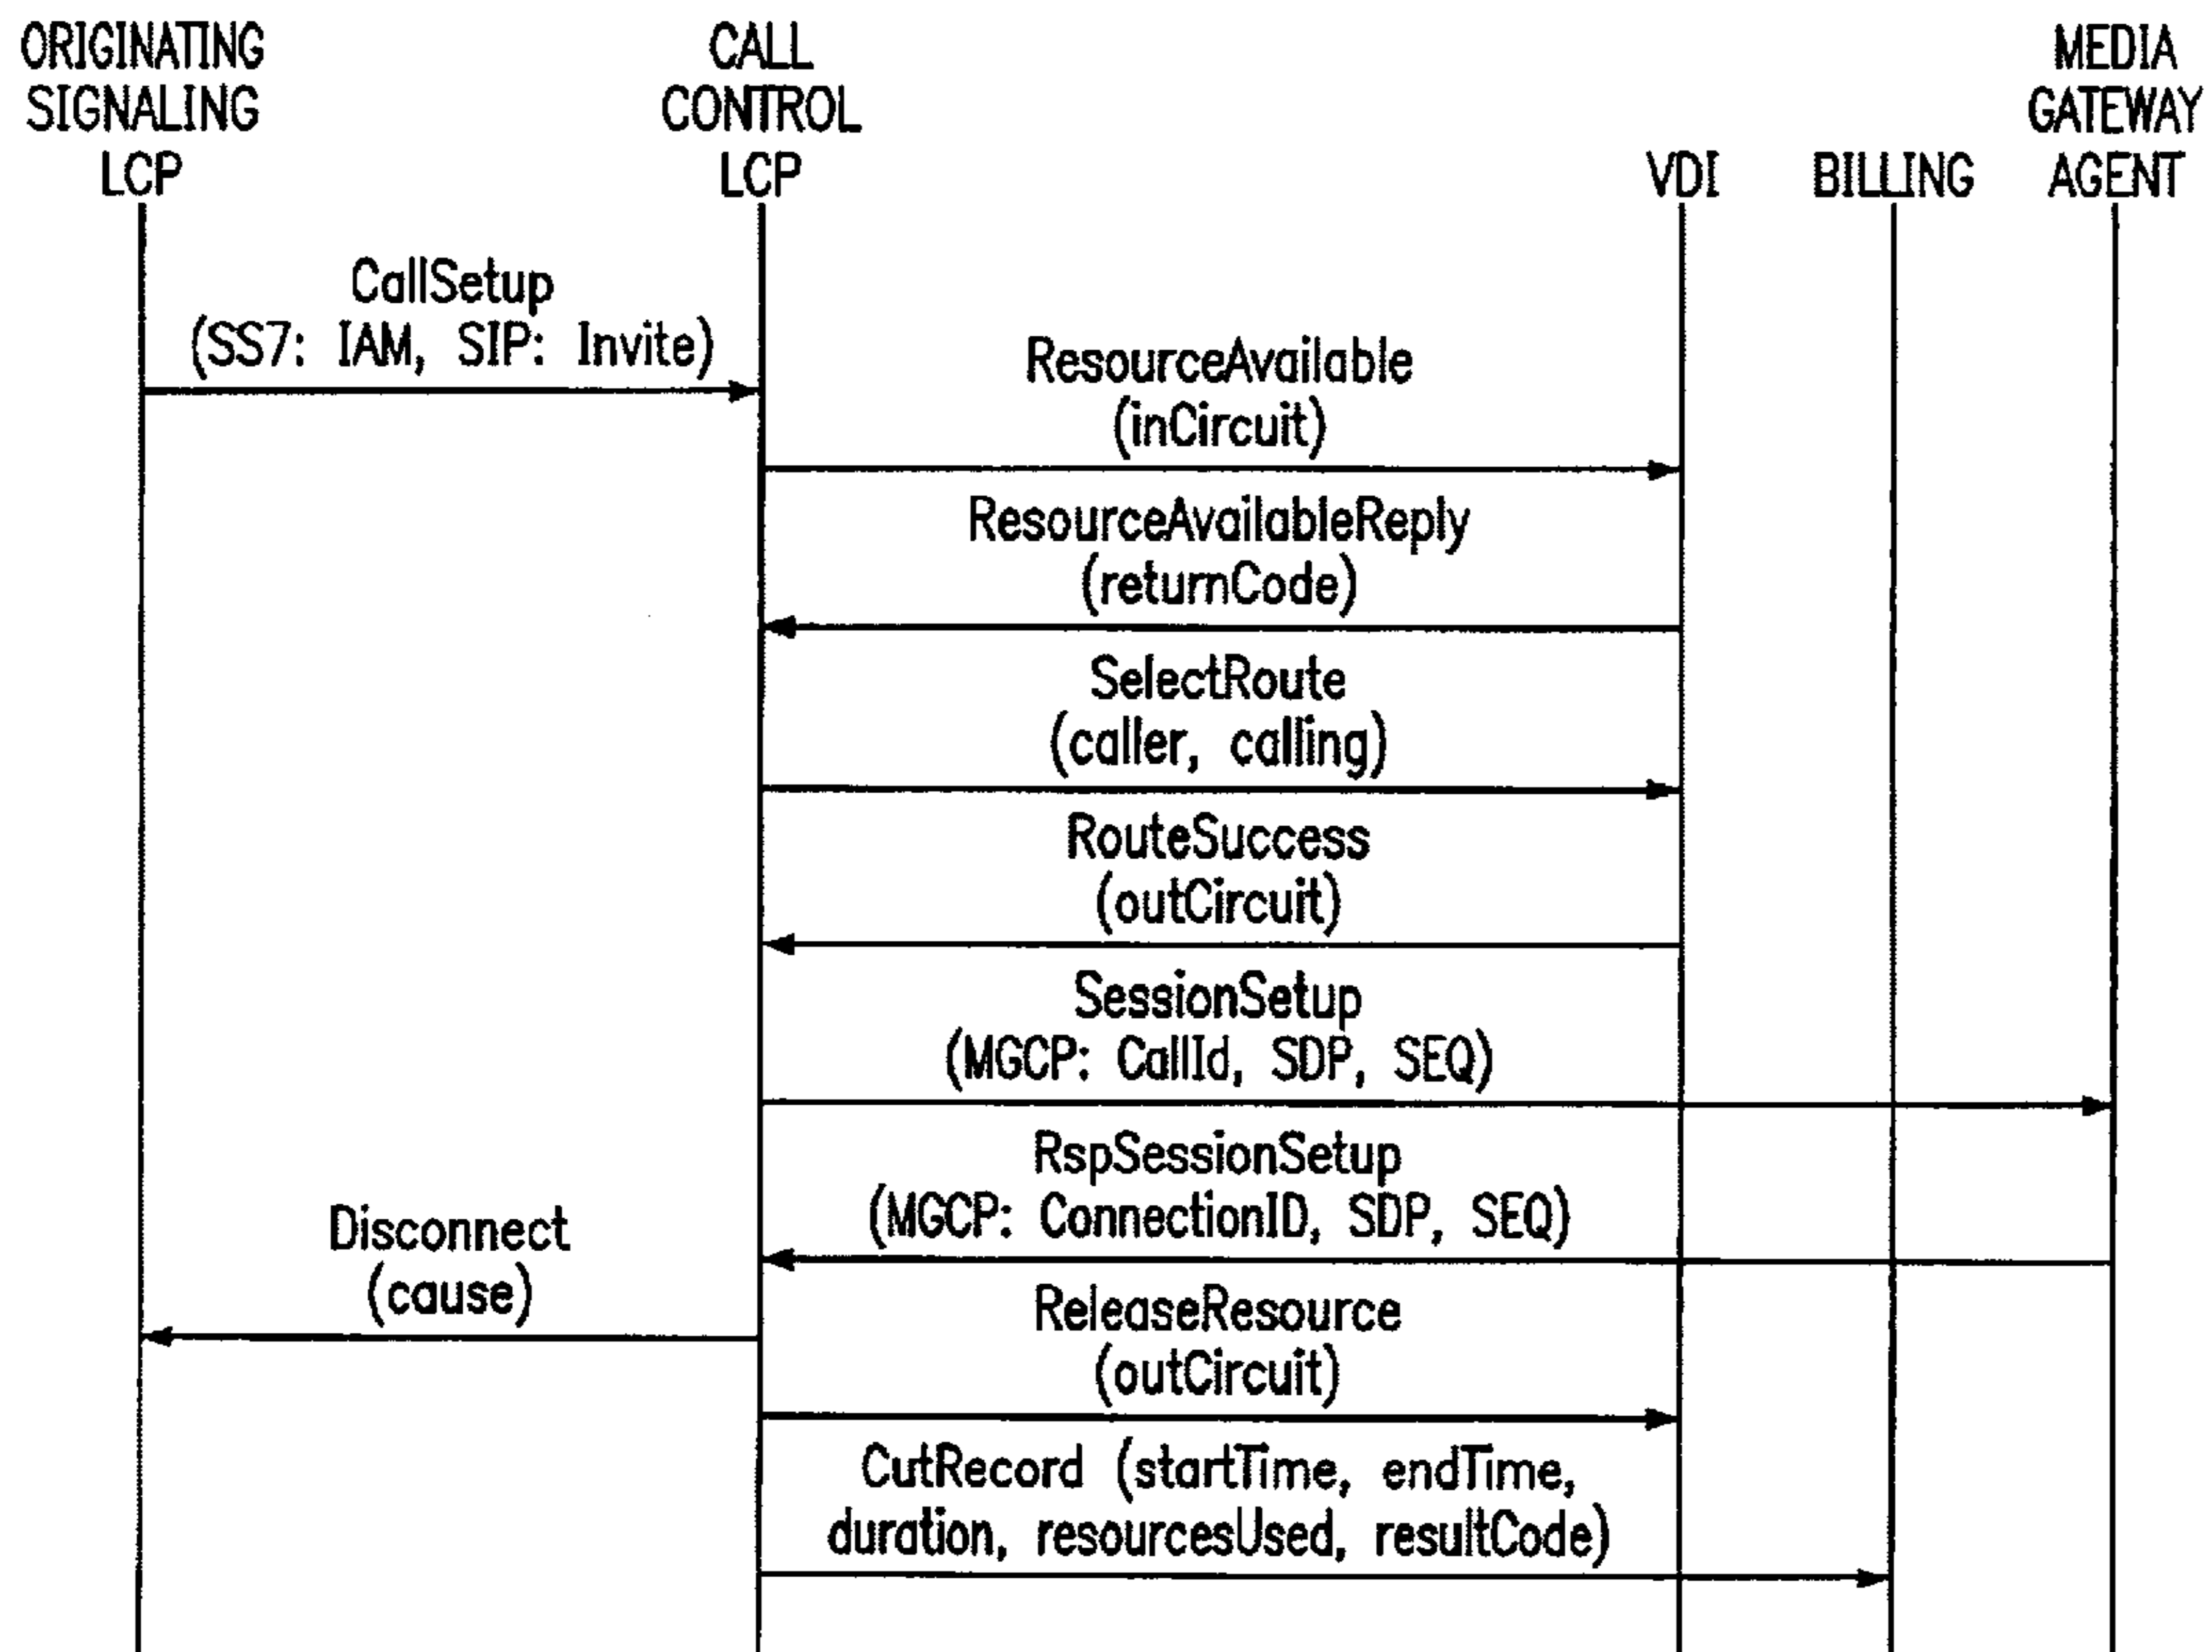 ORIGINATING
SIGNALING
LCP
CALL
CONTROL
LCP
VDI
BILLING
MEDIA
GATEWAY
AGENT
CallSetup
(SS7: IAM, SIP: Invite)
ResourceAvailable
(inCircuit)
ResourceAvailableReply
(returnCode)
SelectRoute
(caller, calling)
RouteSuccess
(outCircuit)
SessionSetup
(MGCP: CallId, SDP, SEQ)
RspSessionSetup
(MGCP: ConnectionID, SDP, SEQ)
Disconnect
(cause)
ReleaseResource
(outCircuit)
CutRecord (startTime, endTime,
duration, resourcesUsed, resultCode)